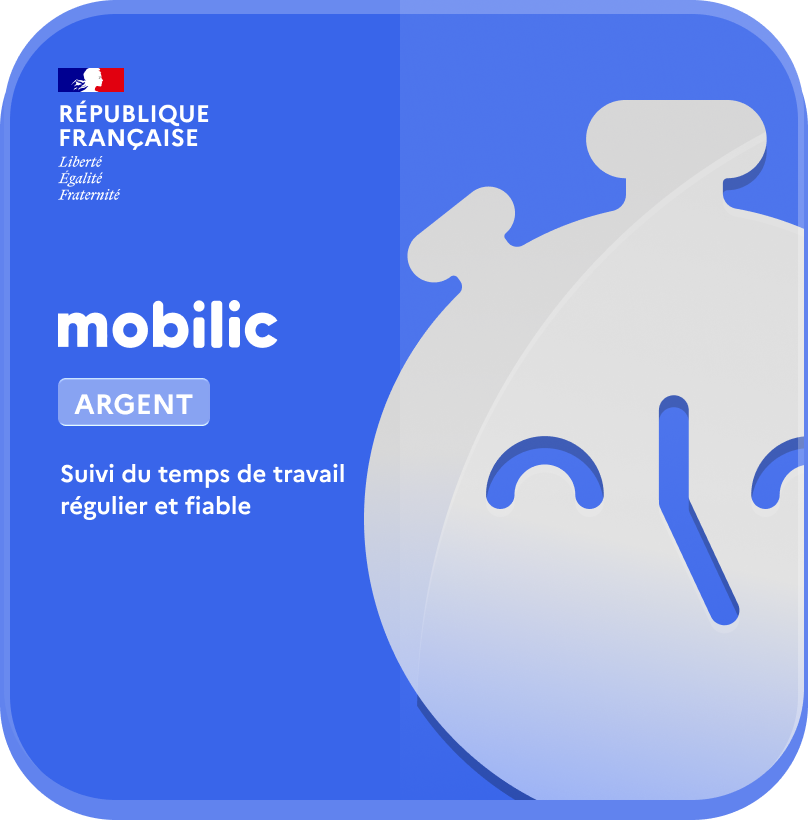 RÉPUBLIQUE
FRANÇAISE
Liberté
Égalité
Fraternité
mobilic
ARGENT
Suivi du temps de travail
régulier et fiable